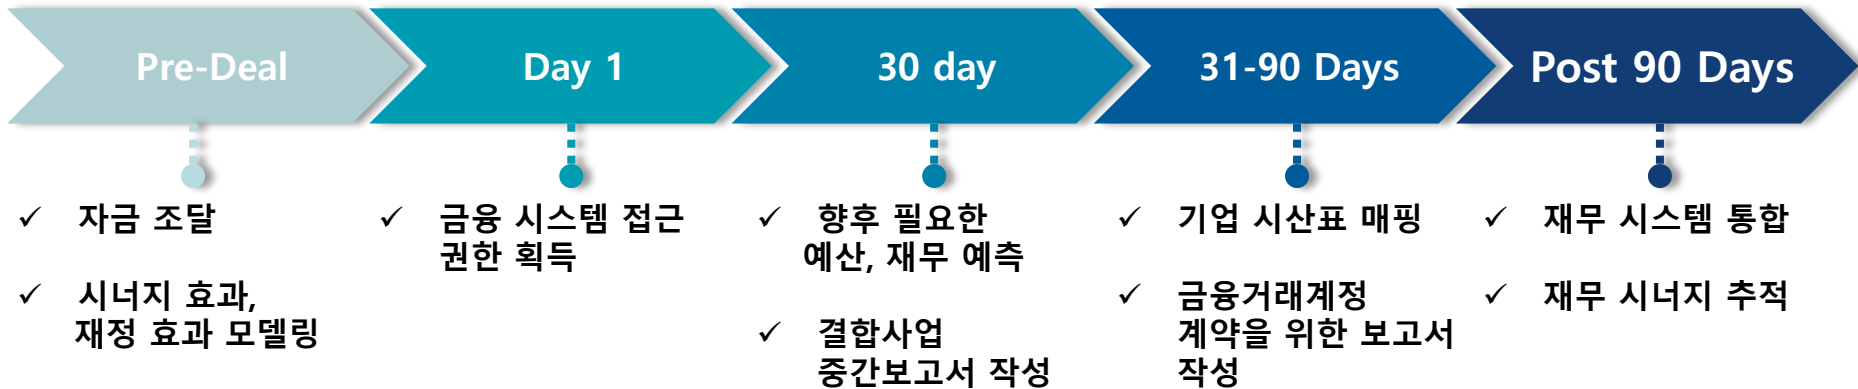 Pre-Deal
Day 1
30 day
31-90 Days
Post 90 Days
✓ 자금 조달
✓ 시너지 효과,
재정 효과 모델링
✓ 금융 시스템 접근
권한 획득
✓ 향후 필요한
예산, 재무 예측
✓ 결합사업
중간보고서 작성
✓ 기업 시산표 매핑
✓ 금융거래계정
계약을 위한 보고서
작성
✓ 재무 시스템 통합
✓ 재무 시너지 추적